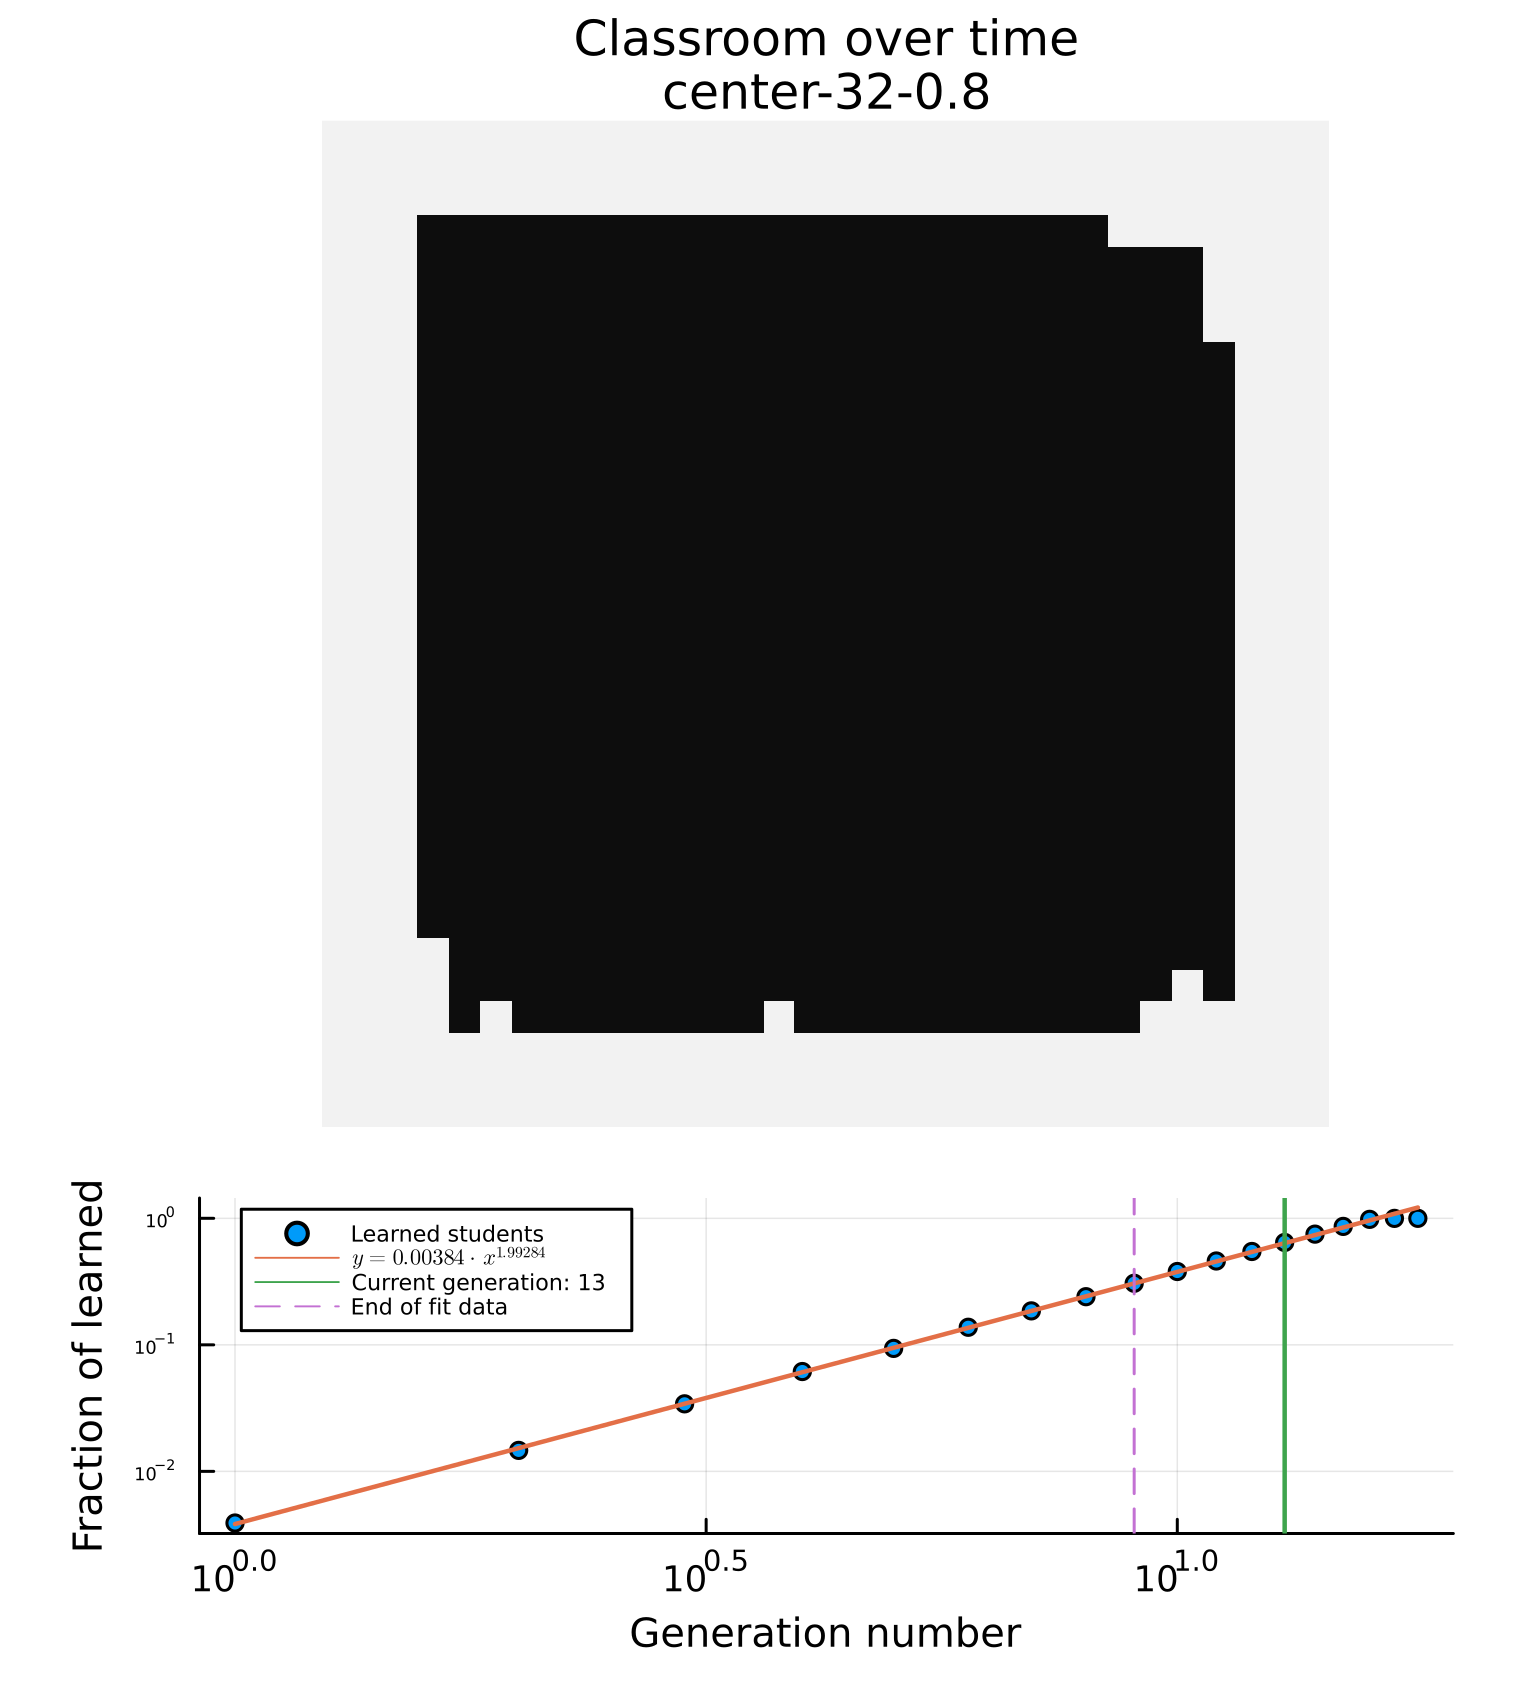 Classroom over time
center-32-0.8
Fraction of learned
10⁰
10⁻¹
10⁻²
Learned students
y = 0.00384 · x^1.99284
Current generation: 13
End of fit data
10^0.0 10^0.5 10^1.0
Generation number